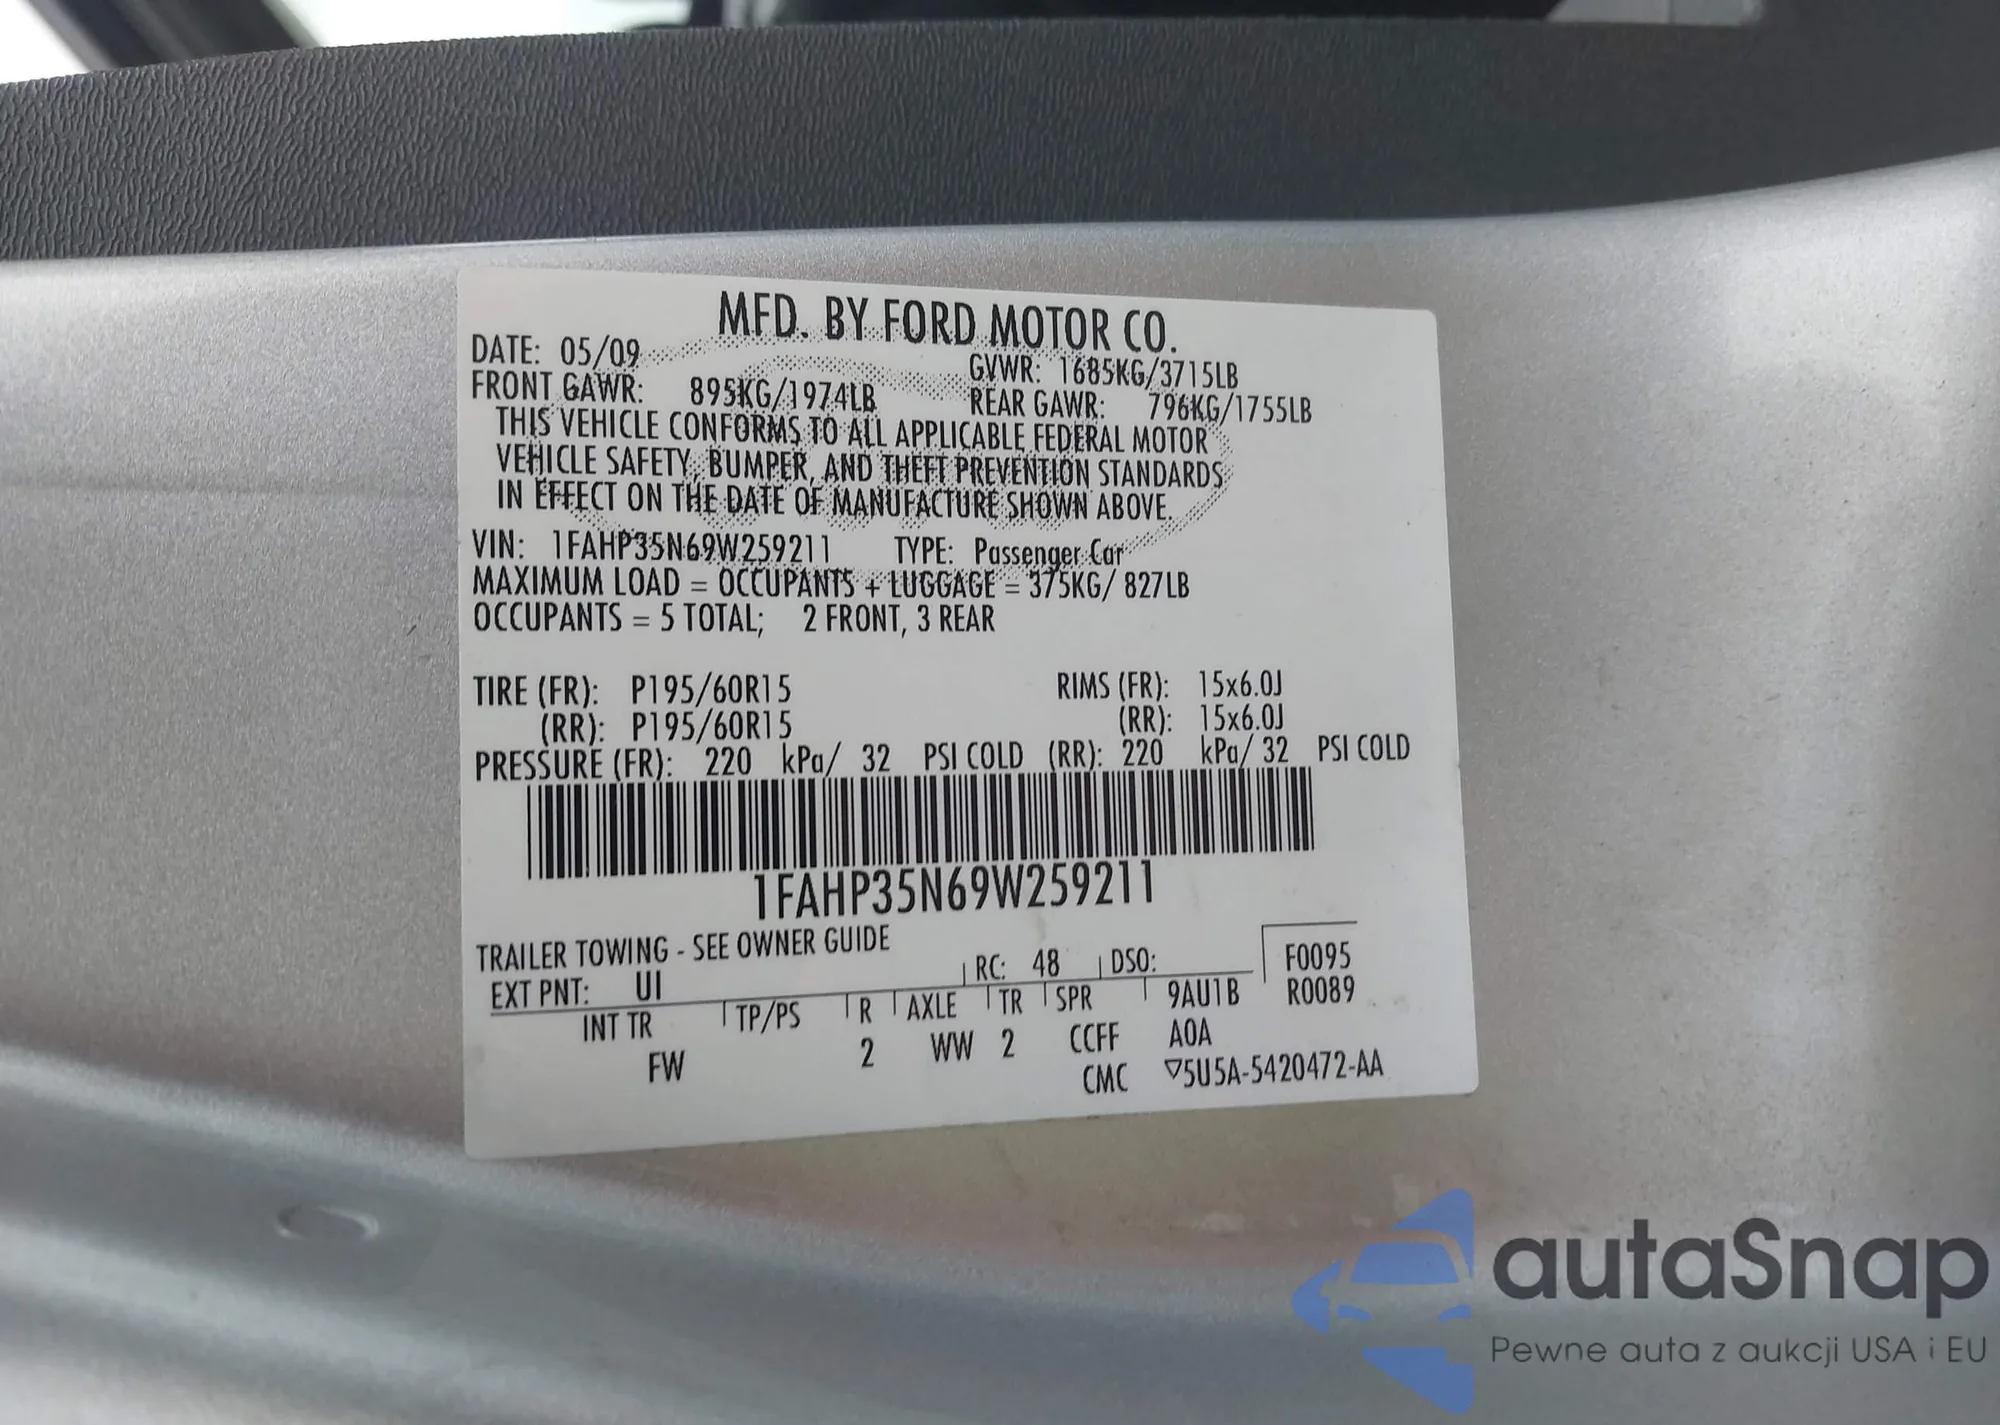 MFD. BY FORD MOTOR CO.
DATE: 05/09 GVWR: 1685KG/3715LB
FRONT GAWR: 895KG/1974LB REAR GAWR: 796KG/1755LB
THIS VEHICLE CONFORMS TO ALL APPLICABLE FEDERAL MOTOR
VEHICLE SAFETY, BUMPER, AND THEFT PREVENTION STANDARDS
IN EFFECT ON THE DATE OF MANUFACTURE SHOWN ABOVE.
VIN: 1FAHP35N69W259211 TYPE: Passenger Car
MAXIMUM LOAD = OCCUPANTS + LUGGAGE = 375KG/ 827LB
OCCUPANTS = 5 TOTAL; 2 FRONT, 3 REAR
TIRE (FR): P195/60R15 RIMS (FR): 15x6.0J
(RR): P195/60R15 (RR): 15x6.0J
PRESSURE (FR): 220 kPa/ 32 PSI COLD (RR): 220 kPa/ 32 PSI COLD
1FAHP35N69W259211
TRAILER TOWING - SEE OWNER GUIDE
EXT PNT: UI RC: 48 DSO: F0095
INT TR TP/PS R AXLE TR SPR 9AU1B R0089
FW 2 WW 2 CCFF A0A
CMC ▽5U5A-5420472-AA
autaSnap
Pewne auta z aukcji USA i EU